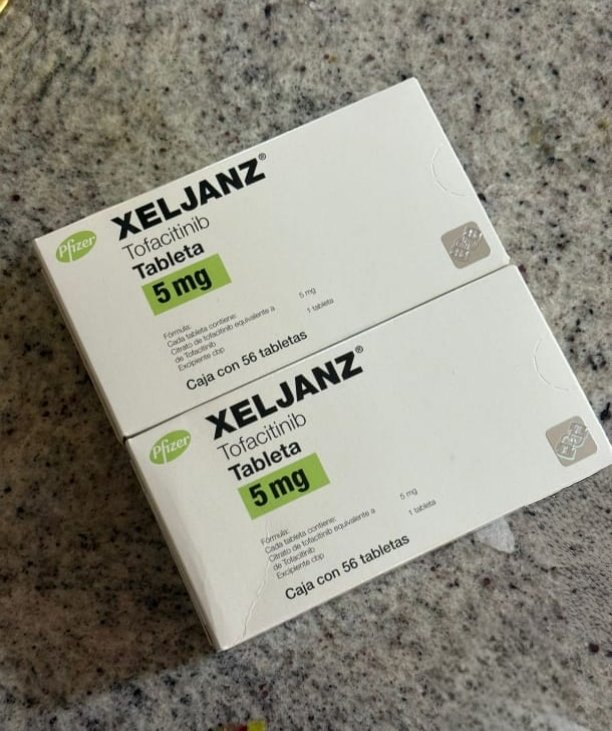 Pfizer
XELJANZ®
Tofacitinib
Tableta
5 mg
Fórmula:
Cada tableta contiene:
Citrato de tofacitinib equivalente a 5 mg
de Tofacitinib
Excipiente cbp 1 tableta
Caja con 56 tabletas
Pfizer
XELJANZ®
Tofacitinib
Tableta
5 mg
Fórmula:
Cada tableta contiene:
Citrato de tofacitinib equivalente a 5 mg
de Tofacitinib
Excipiente cbp 1 tableta
Caja con 56 tabletas